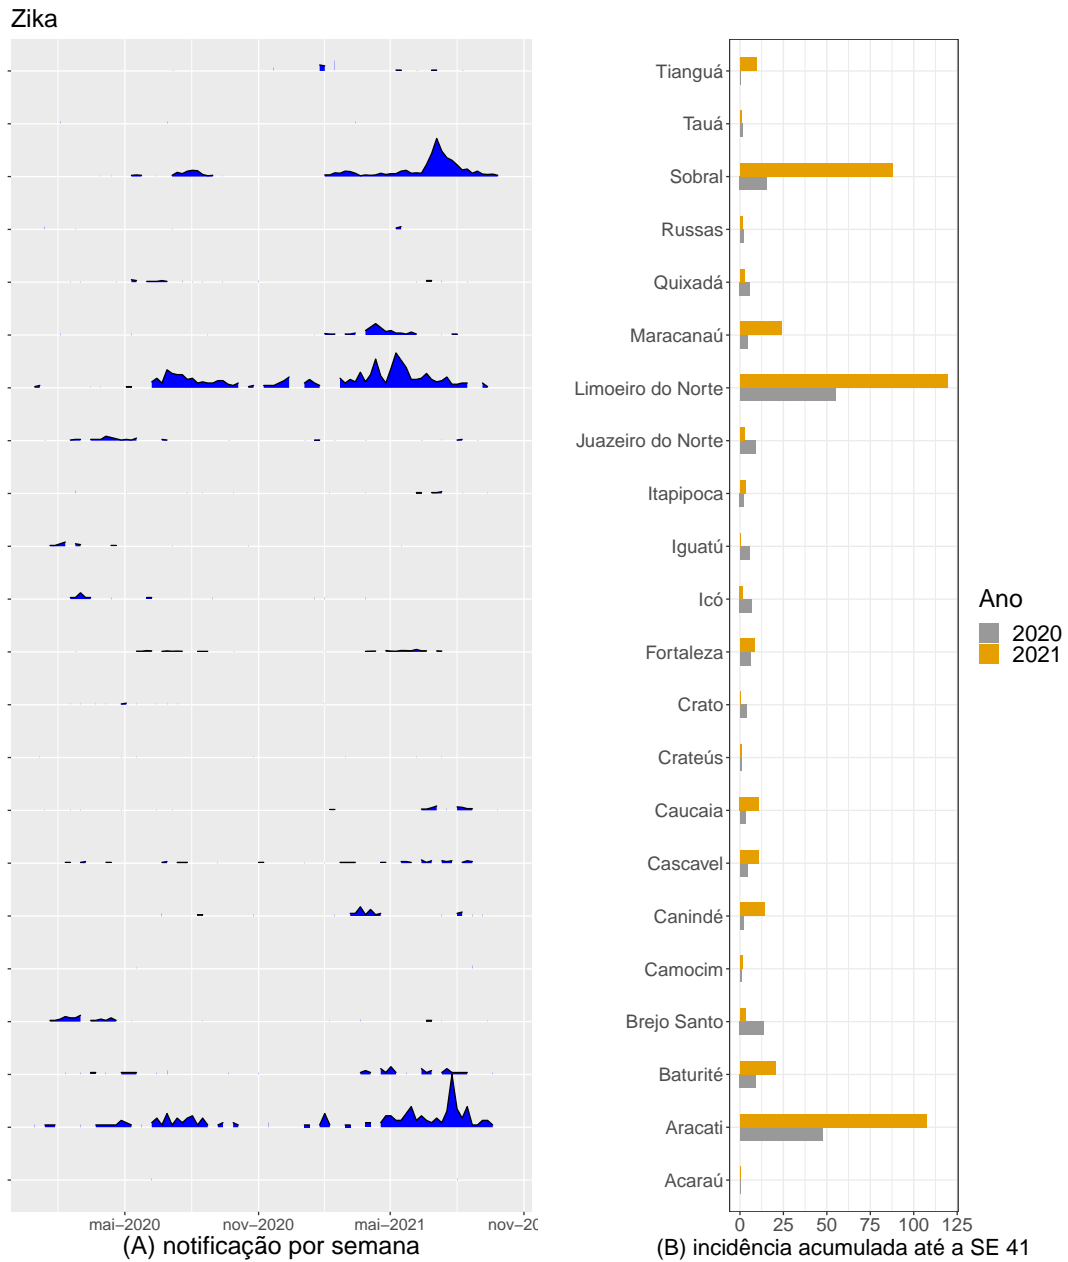 Zika
Tianguá
Tauá
Sobral
Russas
Quixadá
Maracanaú
Limoeiro do Norte
Juazeiro do Norte
Itapipoca
Iguatú
Icó
Fortaleza
Crato
Crateús
Caucaia
Cascavel
Canindé
Camocim
Brejo Santo
Baturité
Aracati
Acaraú
Ano
2020
2021
mai–2020 nov–2020 mai–2021 nov–20
(A) notificação por semana
0 25 50 75 100 125
(B) incidência acumulada até a SE 41